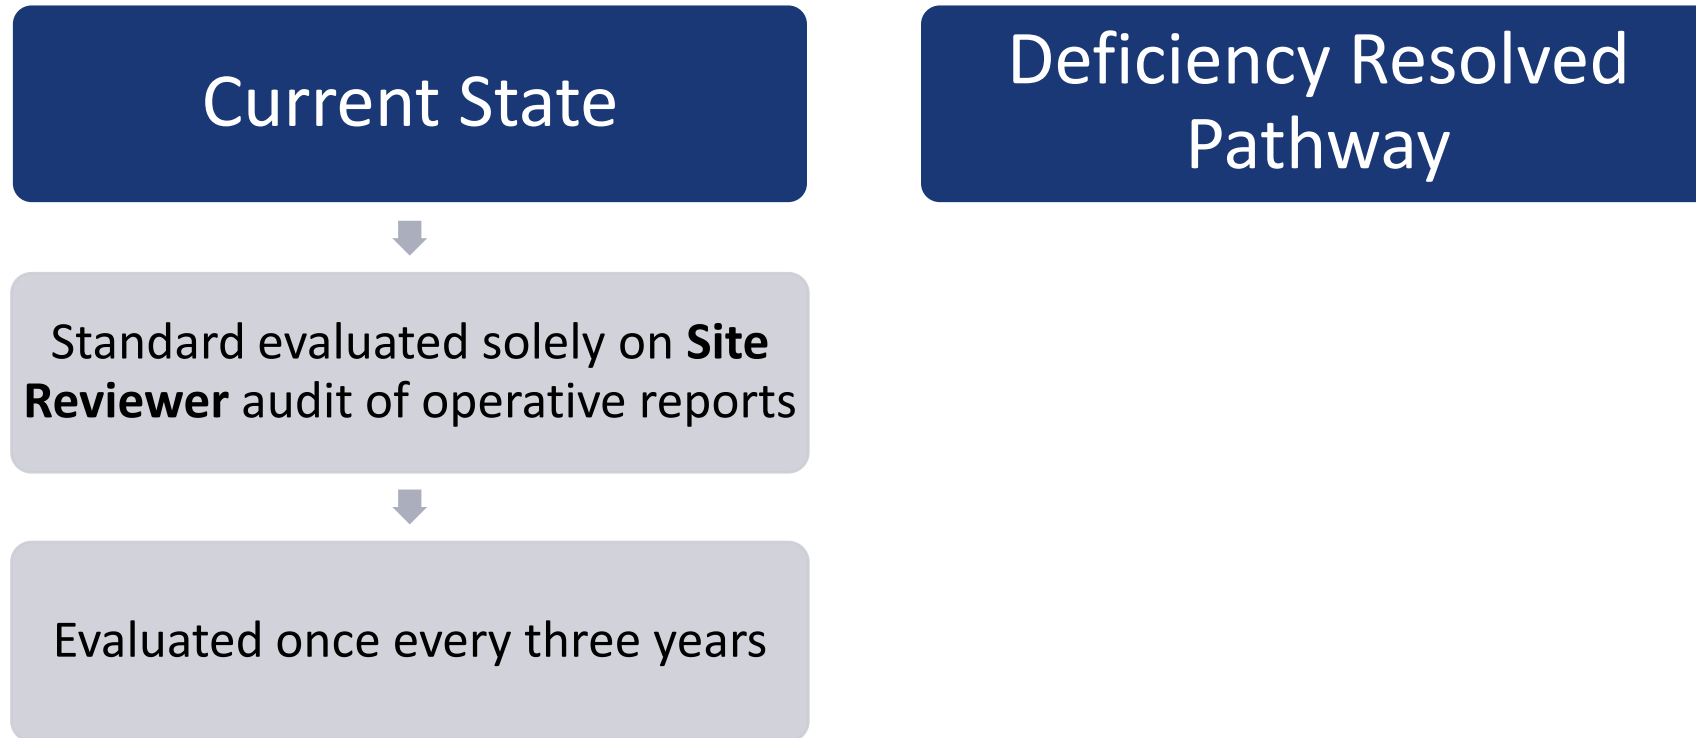 Current State
Standard evaluated solely on Site
Reviewer audit of operative reports
Evaluated once every three years
Deficiency Resolved
Pathway